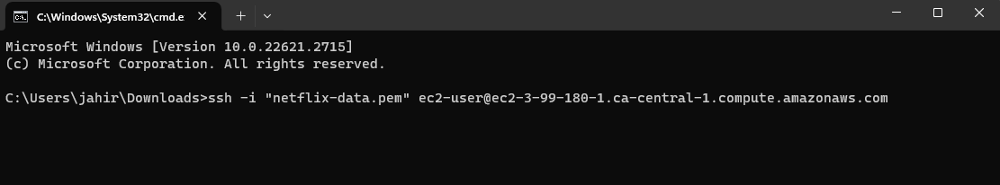 C:\Windows\System32\cmd.e
Microsoft Windows [Version 10.0.22621.2715]
(c) Microsoft Corporation. All rights reserved.
C:\Users\jahir\Downloads>ssh -i "netflix-data.pem" ec2-user@ec2-3-99-180-1.ca-central-1.compute.amazonaws.com